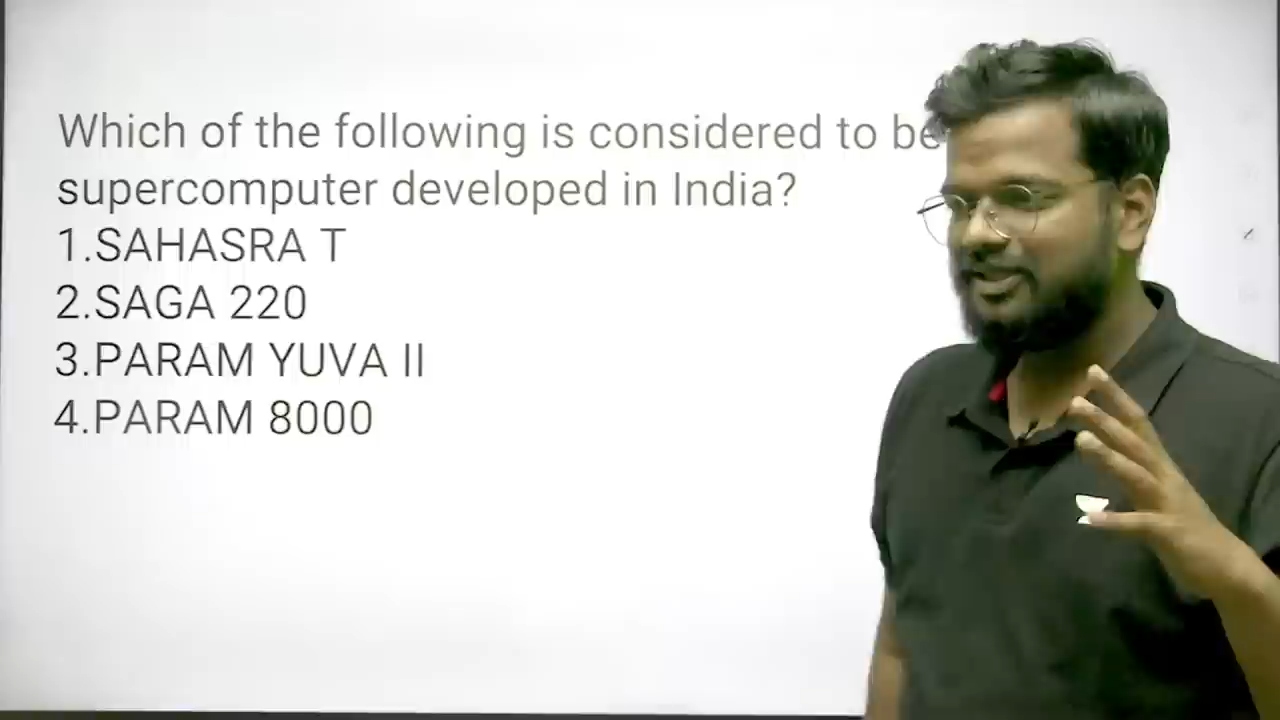 Which of the following is considered to be
supercomputer developed in India?
1.SAHASRA T
2.SAGA 220
3.PARAM YUVA II
4.PARAM 8000